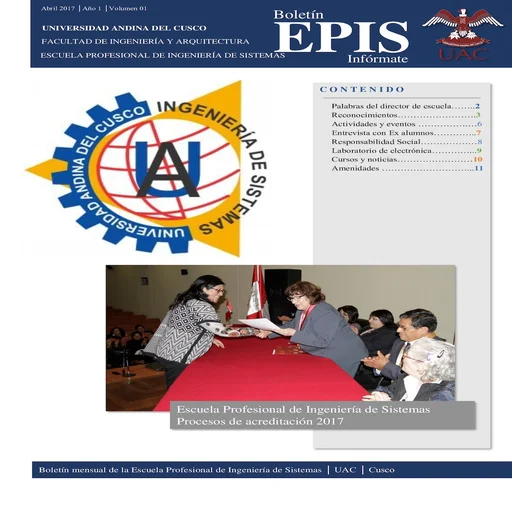 Abril 2017 | Año 1 | Volumen 01
UNIVERSIDAD ANDINA DEL CUSCO
FACULTAD DE INGENIERÍA Y ARQUITECTURA
ESCUELA PROFESIONAL DE INGENIERÍA DE SISTEMAS
Boletín
EPIS
Infórmate
UAC
INGENIERÍA DE SISTEMAS
UNIVERSIDAD ANDINA DEL CUSCO
UA
CONTENIDO
Palabras del director de escuela……..2
Reconocimientos……………………3
Actividades y eventos ………………6
Entrevista con Ex alumnos…………7
Responsabilidad Social……………..8
Laboratorio de electrónica…………..9
Cursos y noticias……………………10
Amenidades ………………………..11
Escuela Profesional de Ingeniería de Sistemas
Procesos de acreditación 2017
Boletín mensual de la Escuela Profesional de Ingeniería de Sistemas | UAC | Cusco